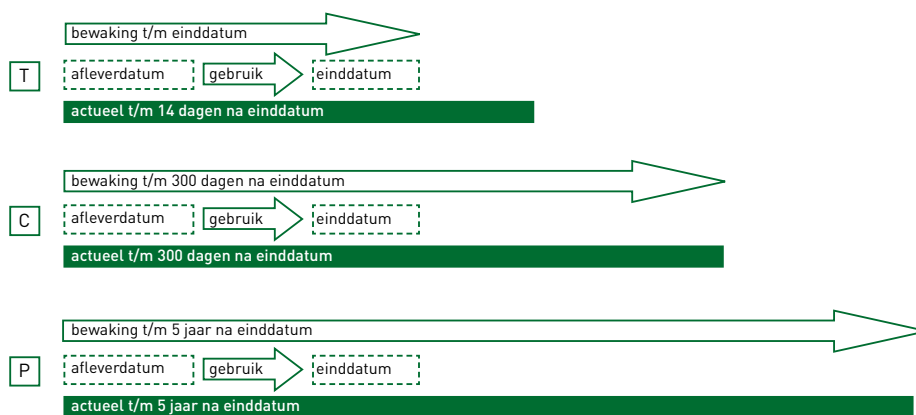 bewaking t/m einddatum
T
afleverdatum gebruik einddatum
actueel t/m 14 dagen na einddatum
bewaking t/m 300 dagen na einddatum
C
afleverdatum gebruik einddatum
actueel t/m 300 dagen na einddatum
bewaking t/m 5 jaar na einddatum
P
afleverdatum gebruik einddatum
actueel t/m 5 jaar na einddatum